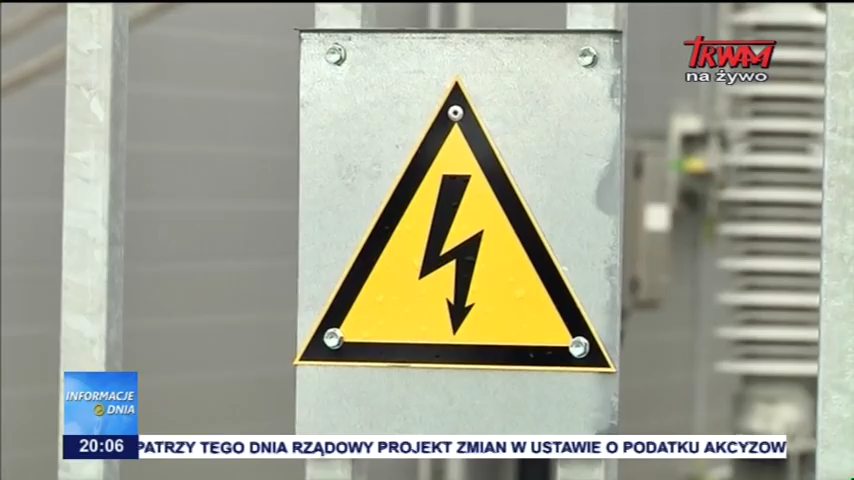 TRWAM
na żywo
INFORMACJE
DNIA
20:06
PATRZY TEGO DNIA RZĄDOWY PROJEKT ZMIAN W USTAWIE O PODATKU AKCYZOW